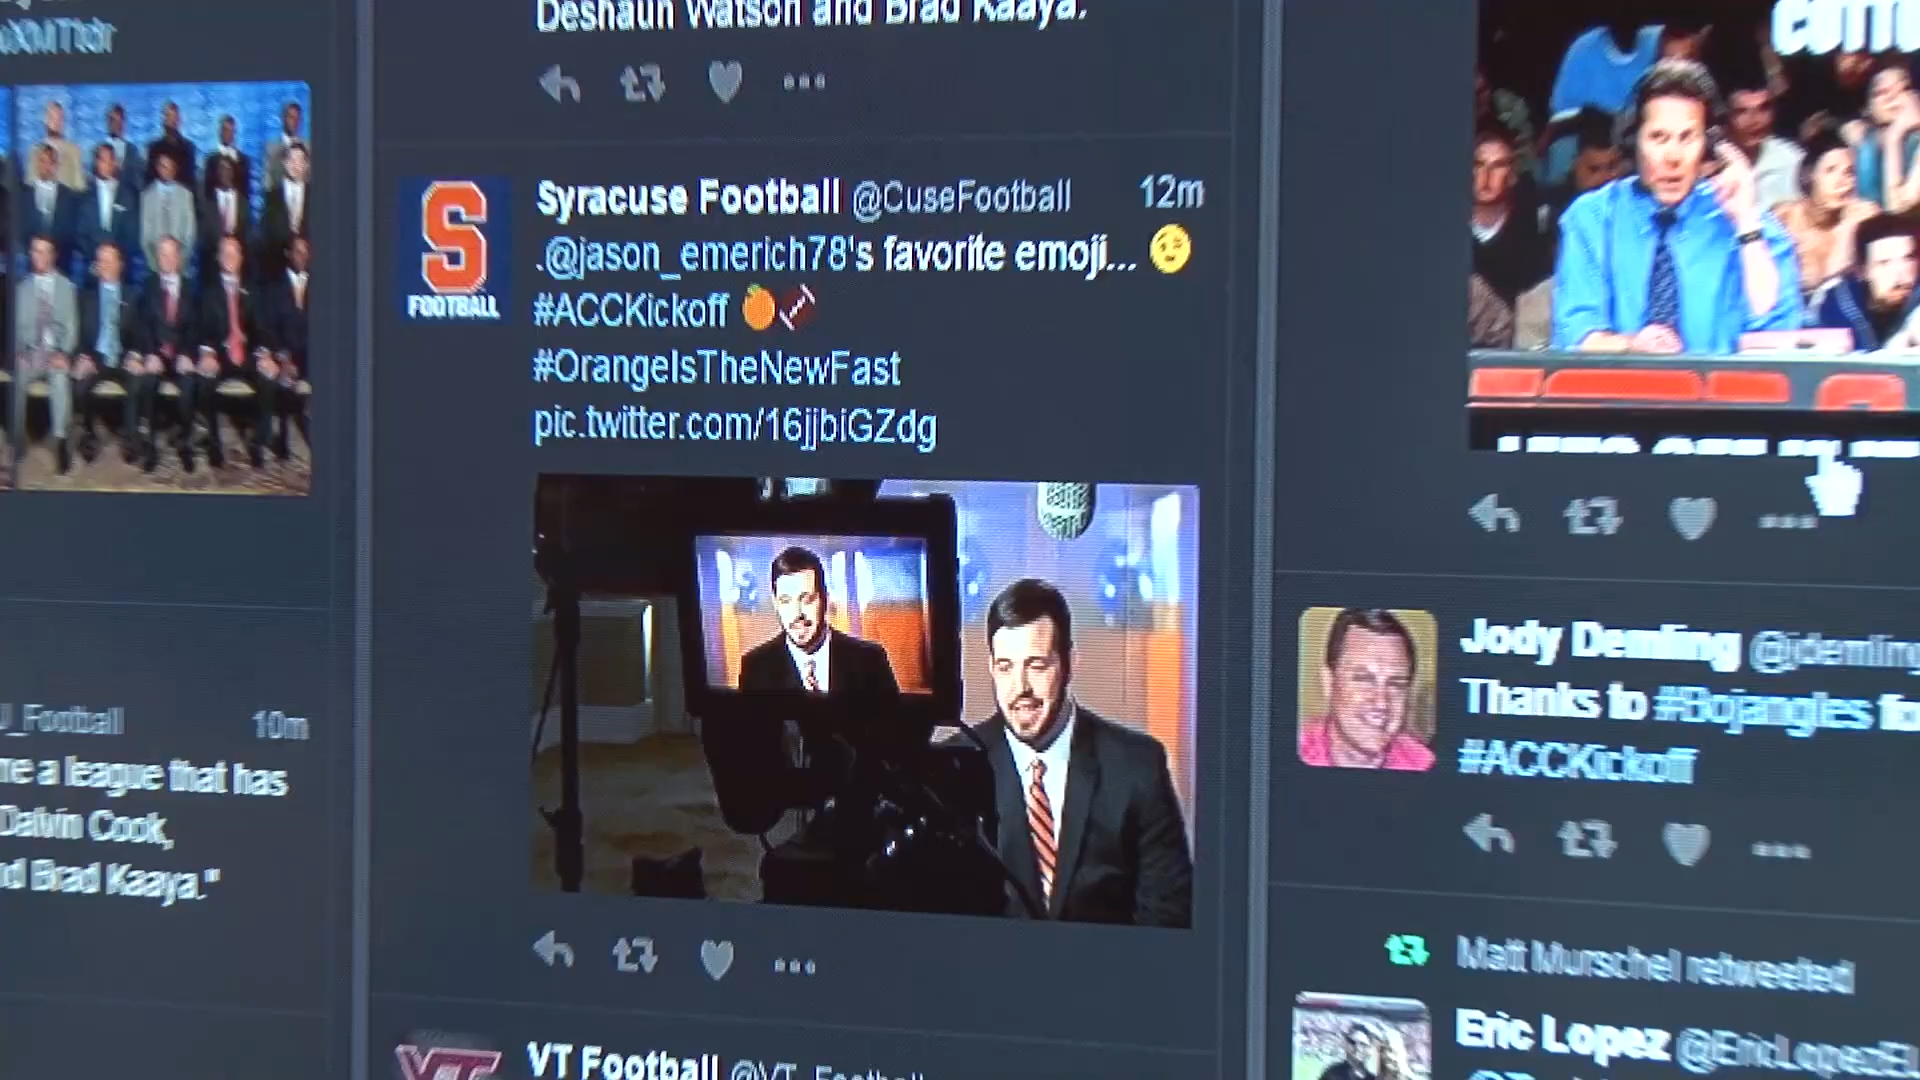 Deshaun Watson and Brad Kaaya.
Syracuse Football @CuseFootball 12m
.@jason_emerich78's favorite emoji... 😉
#ACCKickoff 🍊🏈
#OrangeIsTheNewFast
pic.twitter.com/16jjbiGZdg
S
FOOTBALL
VT Football @VT_Football
VT
_Football 10m
a league that has
Dalvin Cook,
Brad Kaaya."
Jody Demling @jdemling
Thanks to #Bojangles
#ACCKickoff
Matt Murschel retweeted
Eric Lopez